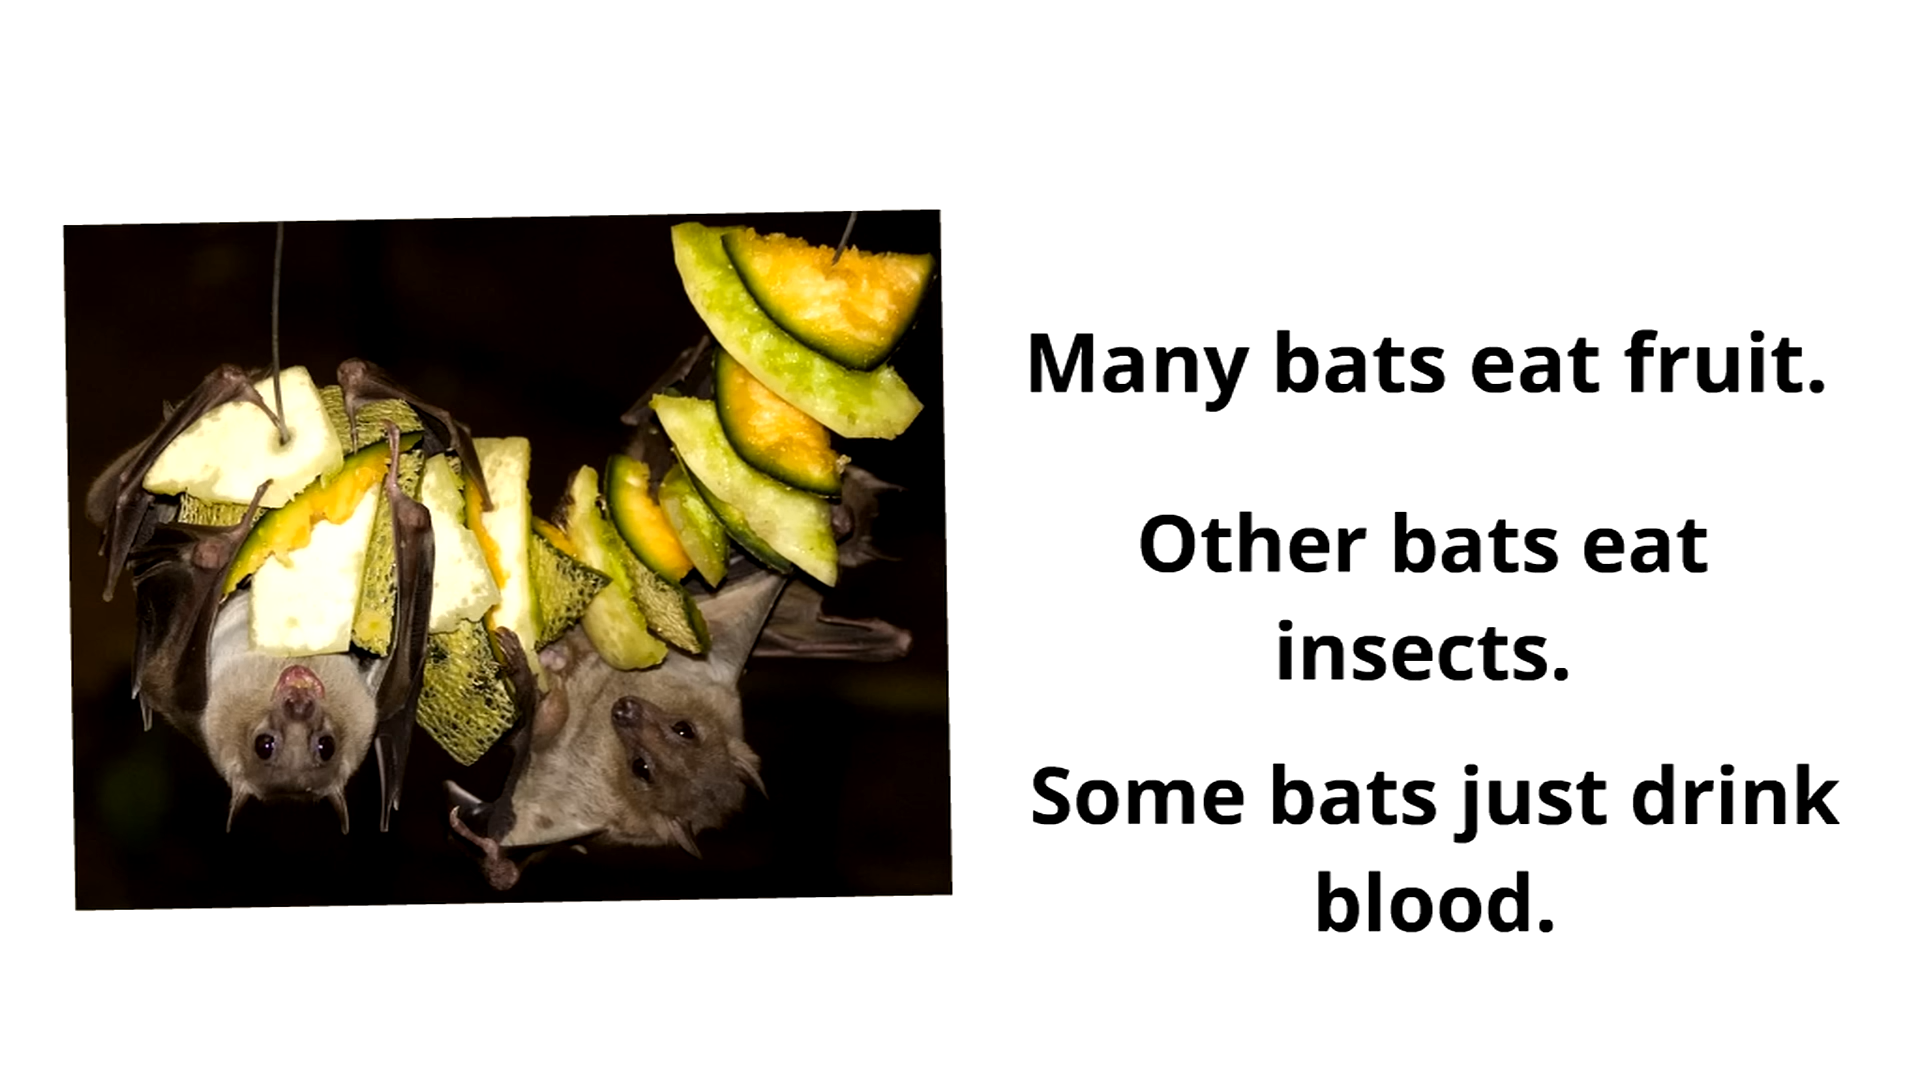 Many bats eat fruit.
Other bats eat
insects.
Some bats just drink
blood.